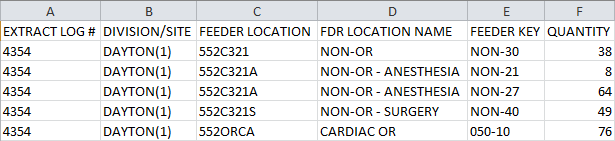 A B C D E F
EXTRACT LOG # DIVISION/SITE FEEDER LOCATION FDR LOCATION NAME FEEDER KEY QUANTITY
4354 DAYTON(1) 552C321 NON-OR NON-30 38
4354 DAYTON(1) 552C321A NON-OR - ANESTHESIA NON-21 8
4354 DAYTON(1) 552C321A NON-OR - ANESTHESIA NON-27 64
4354 DAYTON(1) 552C321S NON-OR - SURGERY NON-40 49
4354 DAYTON(1) 552ORCA CARDIAC OR 050-10 76